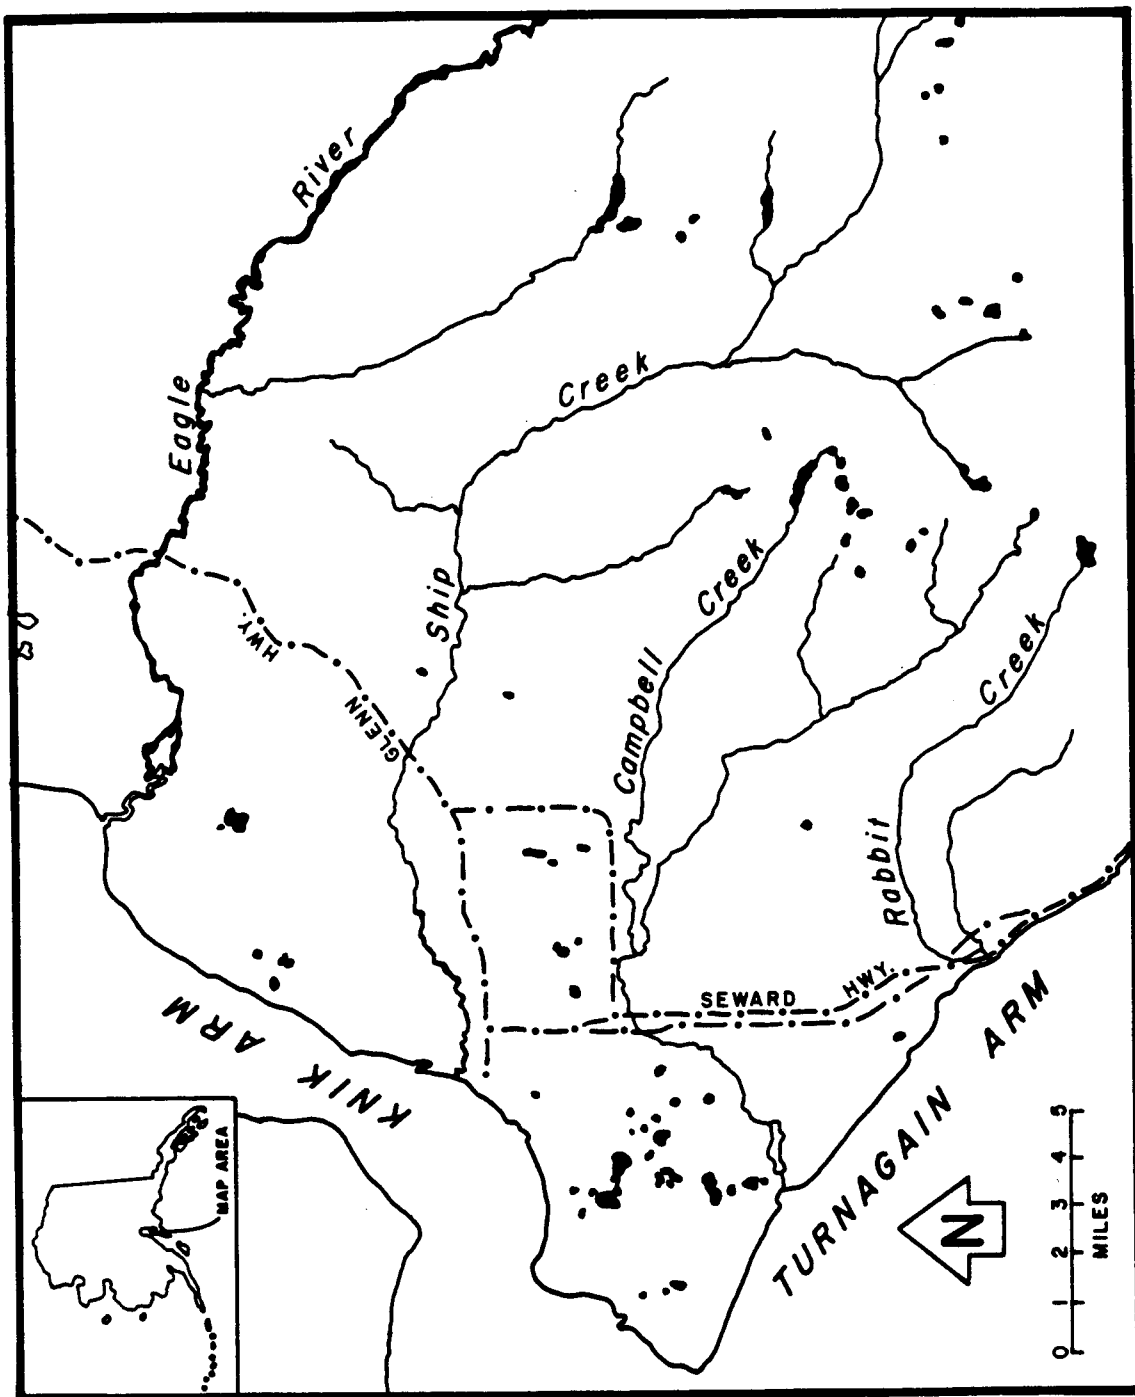 Eagle River
HWY.
GLENN
Ship Creek
Campbell Creek
Rabbit Creek
SEWARD HWY.
KNIK ARM
TURNAGAIN ARM
MAP AREA
N
0 1 2 3 4 5
MILES